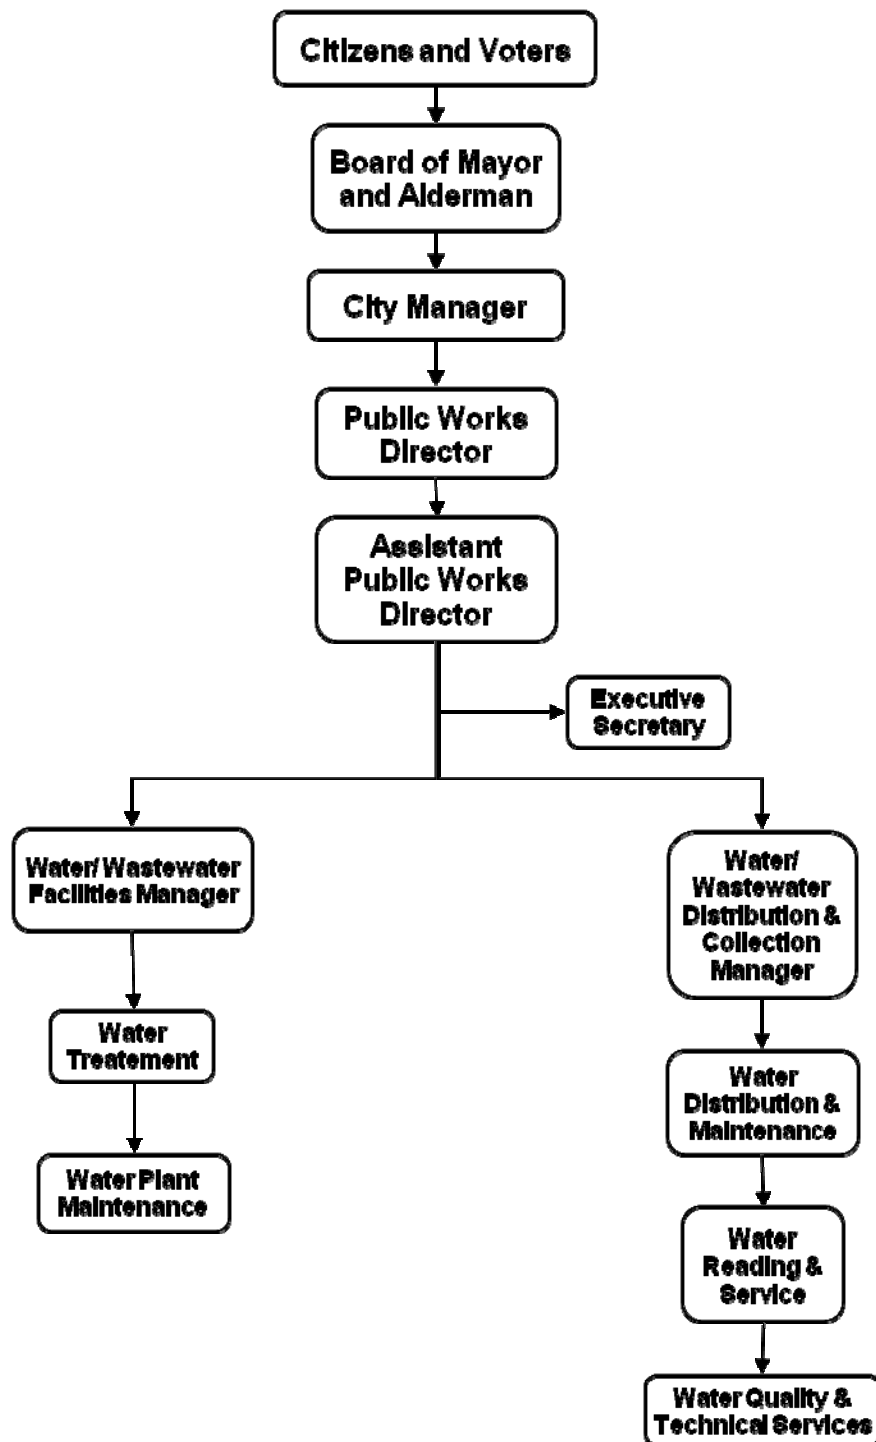 Citizens and Voters
Board of Mayor
and Alderman
City Manager
Public Works
Director
Assistant
Public Works
Director
Executive
Secretary
Water/ Wastewater
Facilities Manager
Water/
Wastewater
Distribution &
Collection
Manager
Water
Treatement
Water
Distribution &
Maintenance
Water Plant
Maintenance
Water
Reading &
Service
Water Quality &
Technical Services